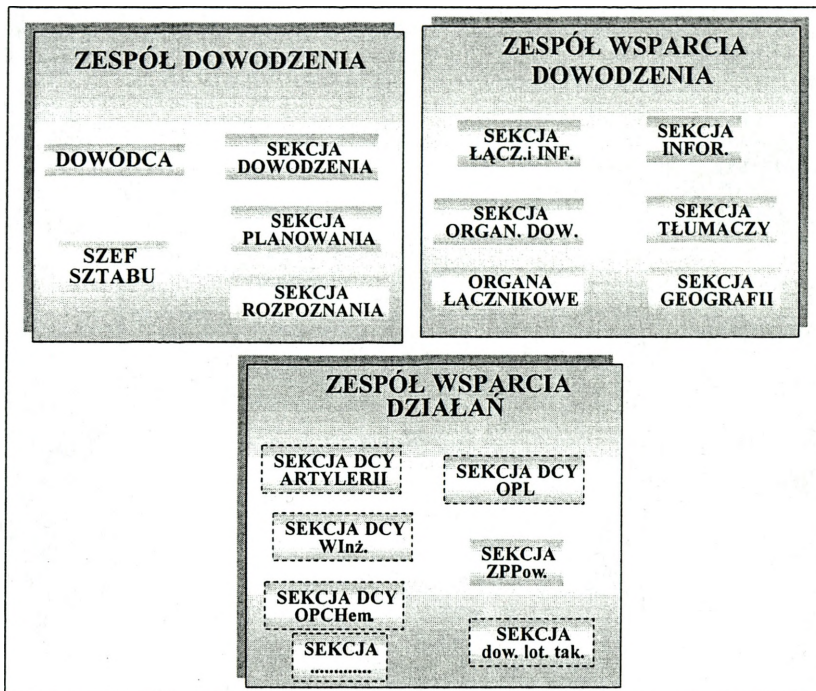 ZESPÓŁ DOWODZENIA
DOWÓDCA
SZEF
SZTABU
SEKCJA
DOWODZENIA
SEKCJA
PLANOWANIA
SEKCJA
ROZPOZNANIA
ZESPÓŁ WSPARCIA
DOWODZENIA
SEKCJA
ŁĄCZ.i INF.
SEKCJA
INFOR.
SEKCJA
ORGAN. DOW.
SEKCJA
TŁUMACZY
ORGANA
ŁĄCZNIKOWE
SEKCJA
GEOGRAFII
ZESPÓŁ WSPARCIA
DZIAŁAŃ
SEKCJA DCY
ARTYLERII
SEKCJA DCY
OPL
SEKCJA DCY
WInż.
SEKCJA
ZPPow.
SEKCJA DCY
OPCHem.
SEKCJA
.............
SEKCJA
dow. lot. tak.